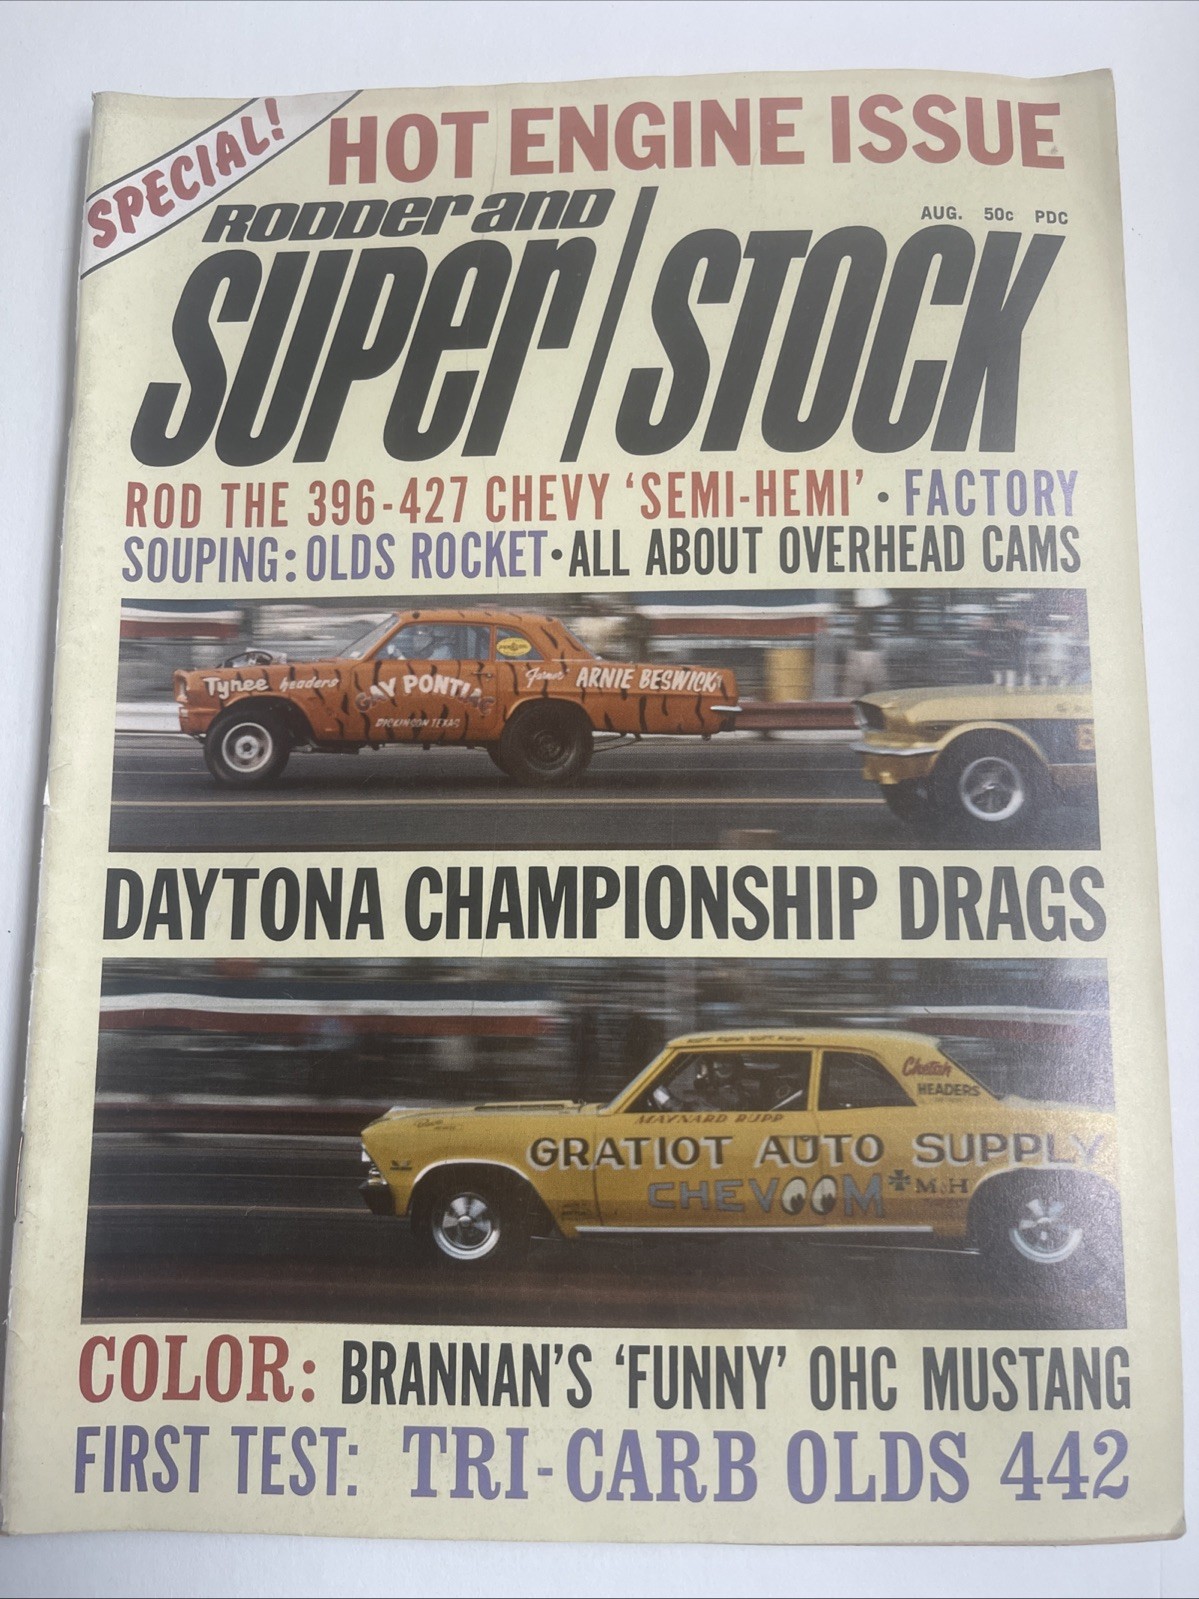 SPECIAL!
HOT ENGINE ISSUE
RODDER AND
AUG. 50c PDC
SUPER/STOCK
ROD THE 396-427 CHEVY ‘SEMI-HEMI’ • FACTORY
SOUPING: OLDS ROCKET • ALL ABOUT OVERHEAD CAMS
Tyree headers
GAY PONTIAC
ARNIE BESWICK
DICKINSON TEXAS
DAYTONA CHAMPIONSHIP DRAGS
Cheetah
HEADERS
MAYNARD RUPP
GRATIOT AUTO SUPPLY
CHEVOOM
M&H
COLOR: BRANNAN'S ‘FUNNY’ OHC MUSTANG
FIRST TEST: TRI-CARB OLDS 442